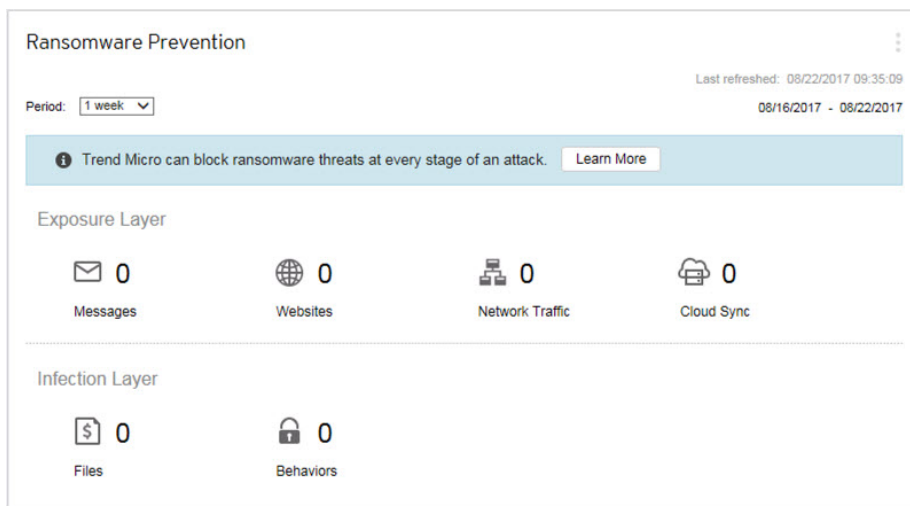 Ransomware Prevention
Last refreshed: 08/22/2017 09:35:09
Period: 1 week 08/16/2017 - 08/22/2017
Trend Micro can block ransomware threats at every stage of an attack. Learn More
Exposure Layer
0 0 0 0
Messages Websites Network Traffic Cloud Sync
Infection Layer
$ 0 0
Files Behaviors